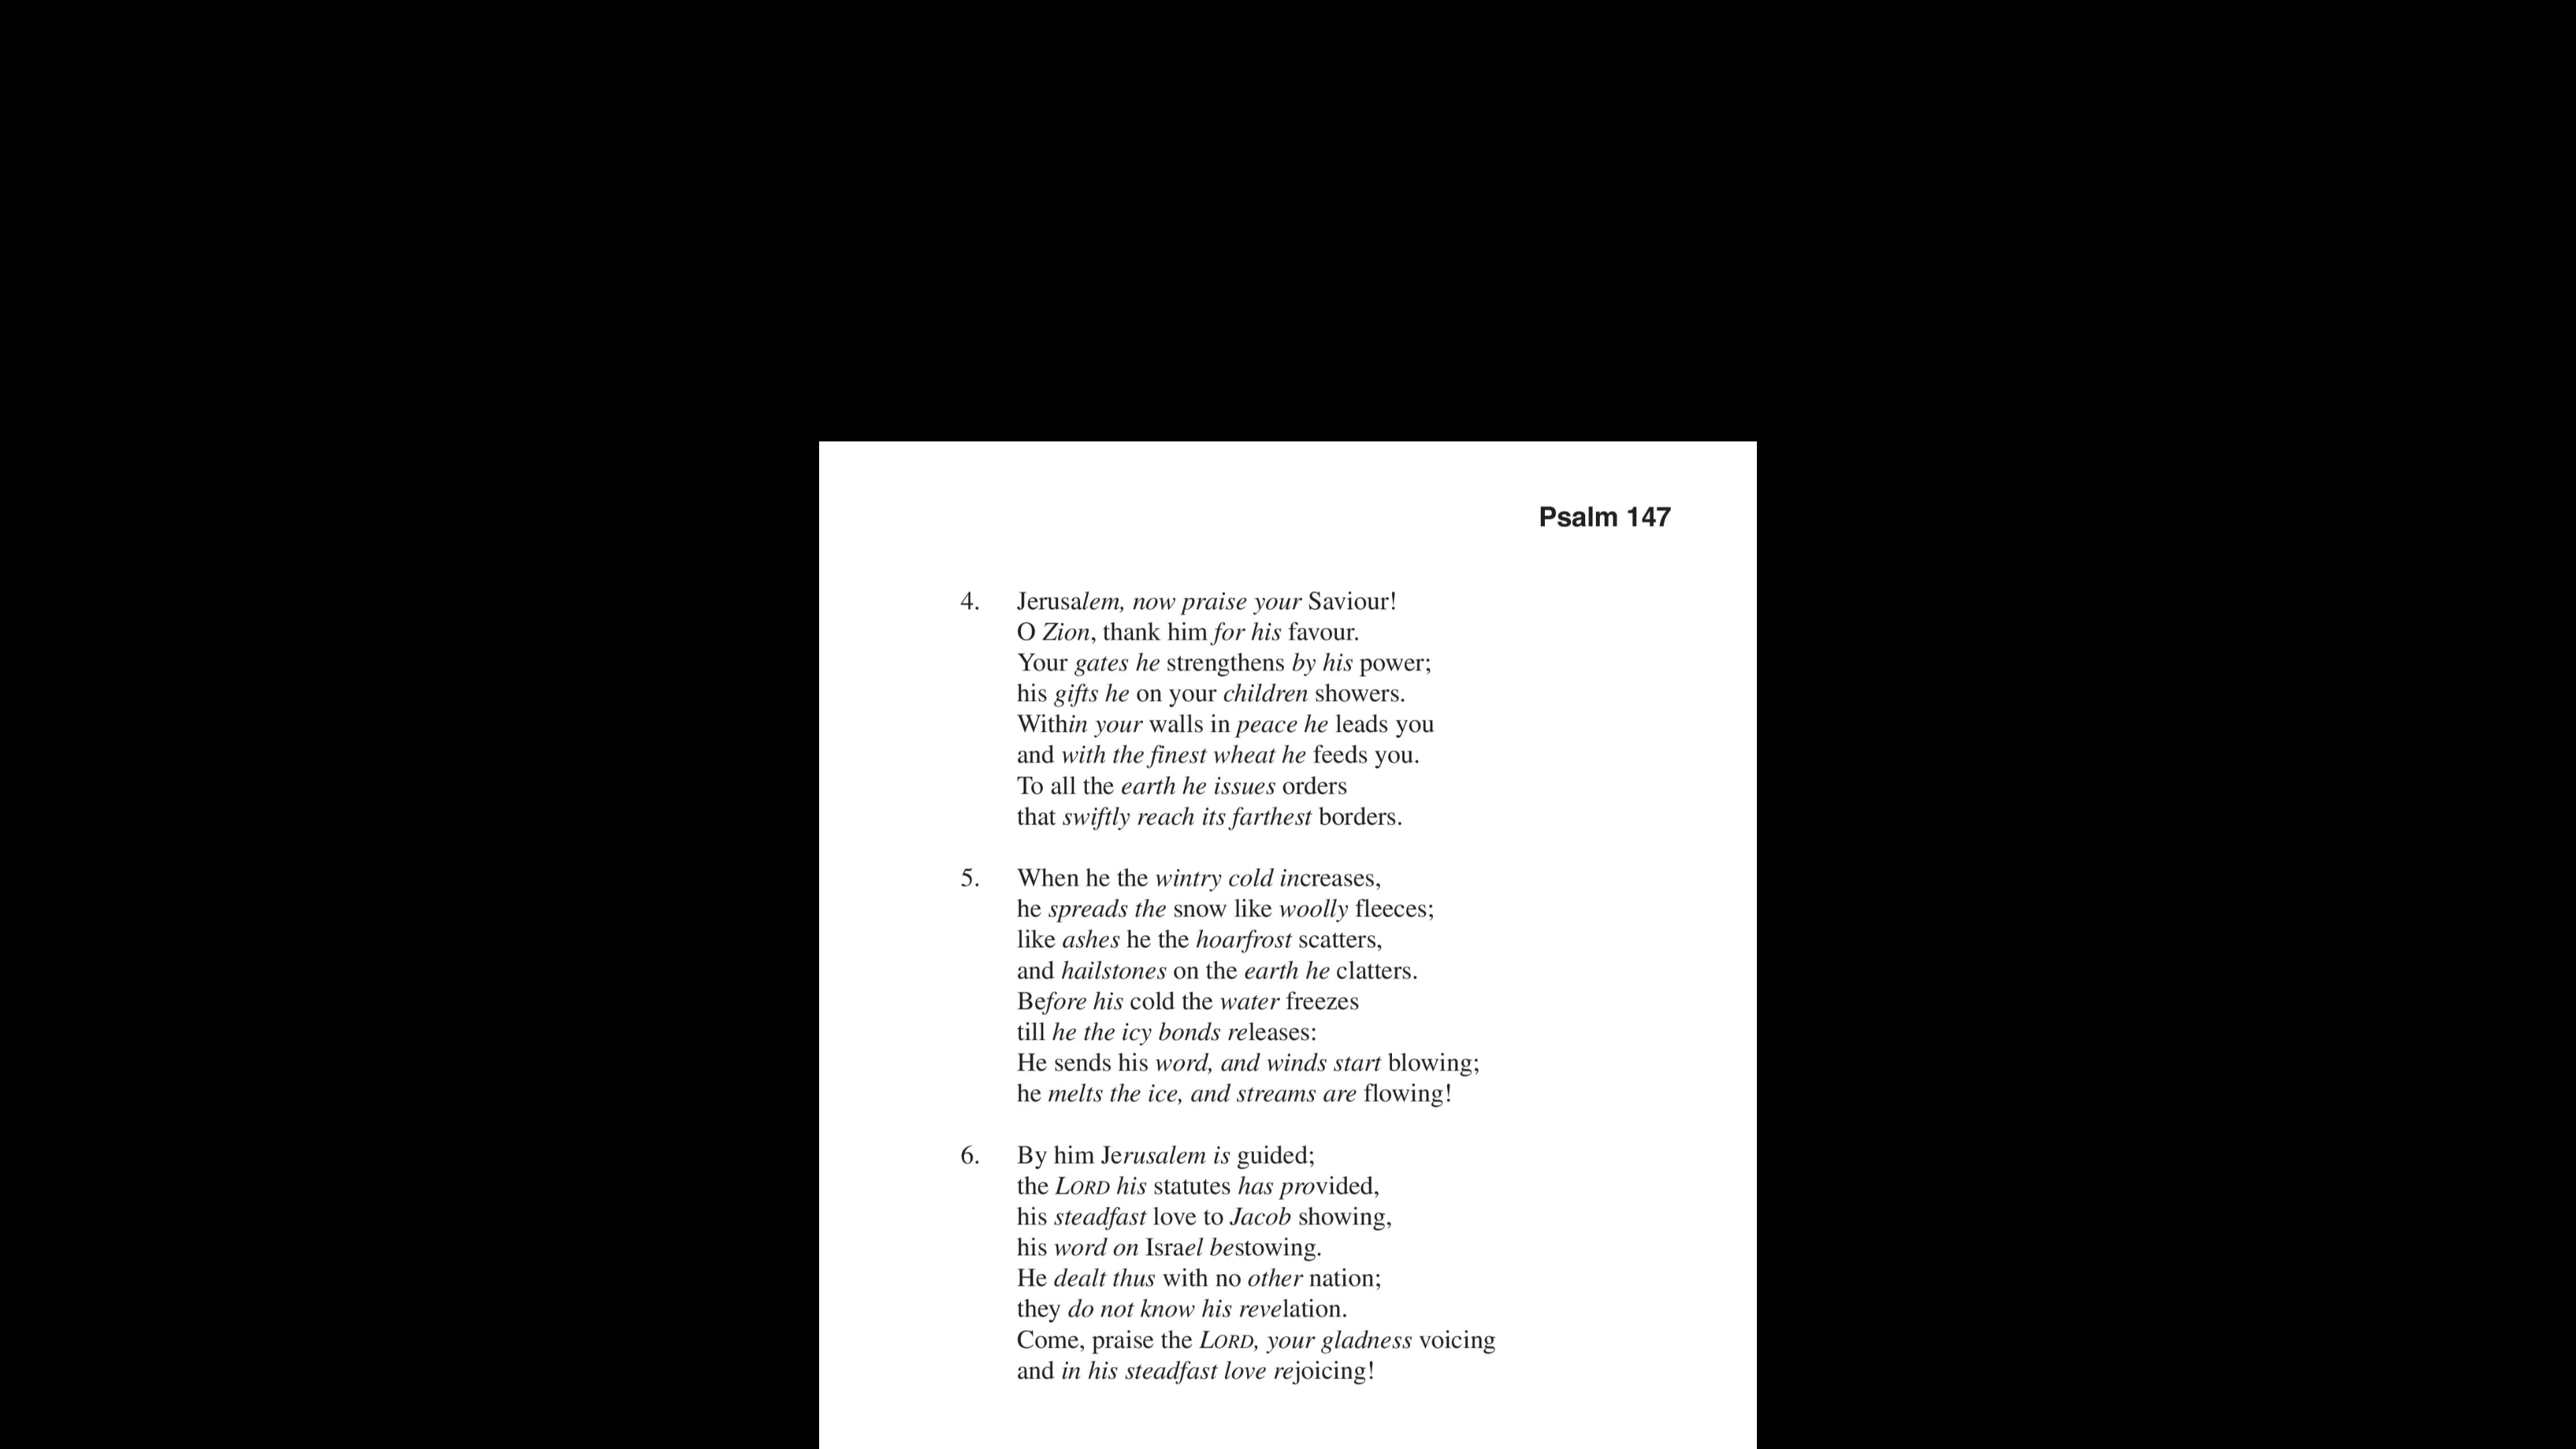 Psalm 147
4. Jerusalem, now praise your Saviour!
O Zion, thank him for his favour.
Your gates he strengthens by his power;
his gifts he on your children showers.
Within your walls in peace he leads you
and with the finest wheat he feeds you.
To all the earth he issues orders
that swiftly reach its farthest borders.
5. When he the wintry cold increases,
he spreads the snow like woolly fleeces;
like ashes he the hoarfrost scatters,
and hailstones on the earth he clatters.
Before his cold the water freezes
till he the icy bonds releases:
He sends his word, and winds start blowing;
he melts the ice, and streams are flowing!
6. By him Jerusalem is guided;
the LORD his statutes has provided,
his steadfast love to Jacob showing,
his word on Israel bestowing.
He dealt thus with no other nation;
they do not know his revelation.
Come, praise the LORD, your gladness voicing
and in his steadfast love rejoicing!